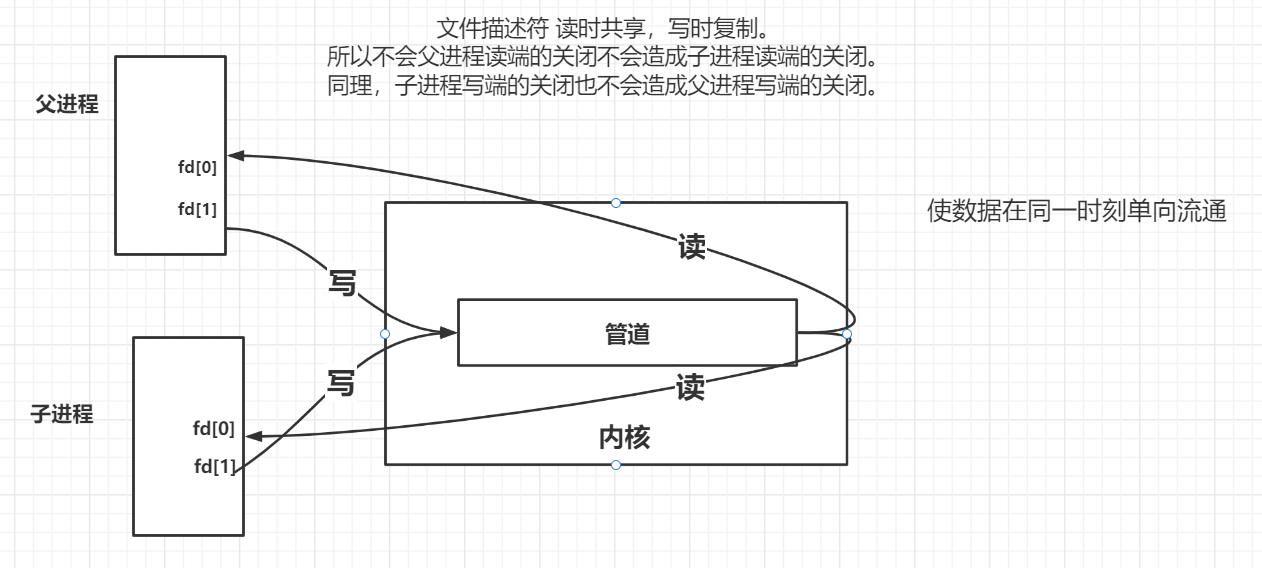 文件描述符 读时共享，写时复制。
所以不会父进程读端的关闭不会造成子进程读端的关闭。
同理，子进程写端的关闭也不会造成父进程写端的关闭。
父进程
fd[0]
fd[1]
使数据在同一时刻单向流通
读
写
管道
写
读
子进程
fd[0]
fd[1]
内核